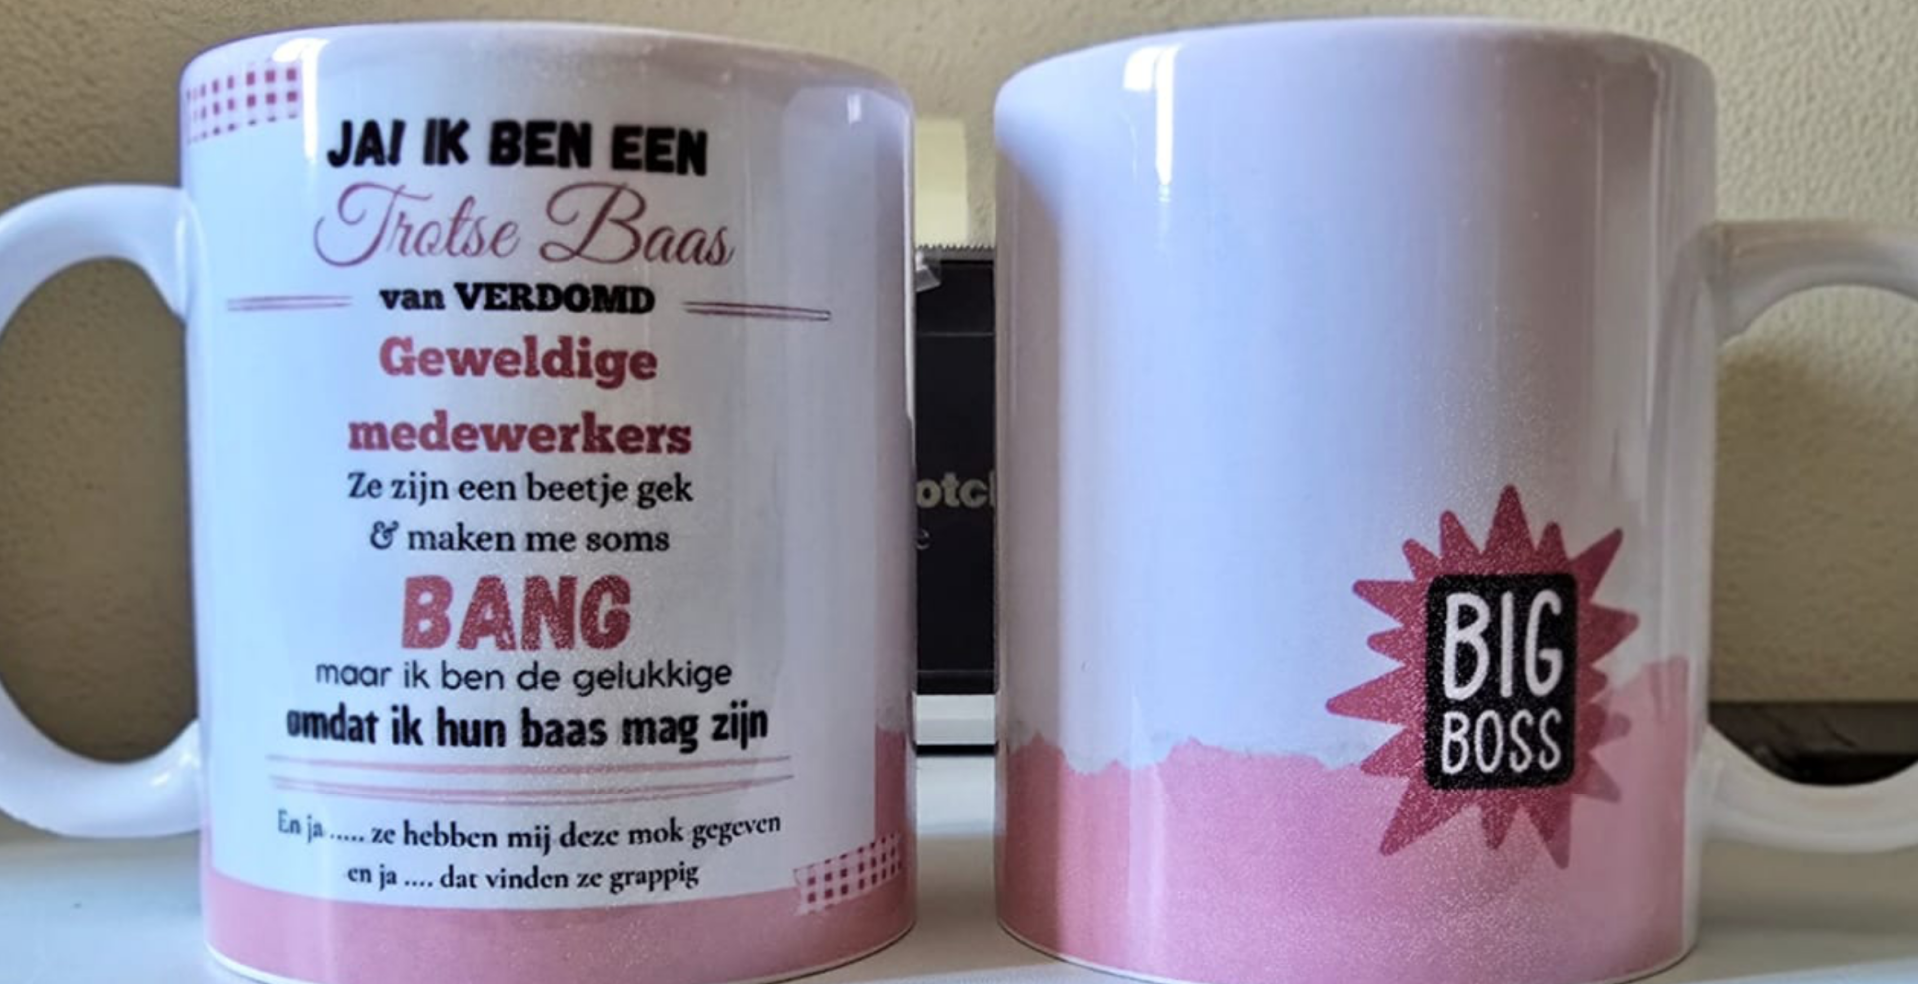 JA! IK BEN EEN
Trotse Baas
van VERDOMD
Geweldige
medewerkers
Ze zijn een beetje gek
& maken me soms
BANG
maar ik ben de gelukkige
omdat ik hun baas mag zijn
En ja ..... ze hebben mij deze mok gegeven
en ja .... dat vinden ze grappig
BIG
BOSS